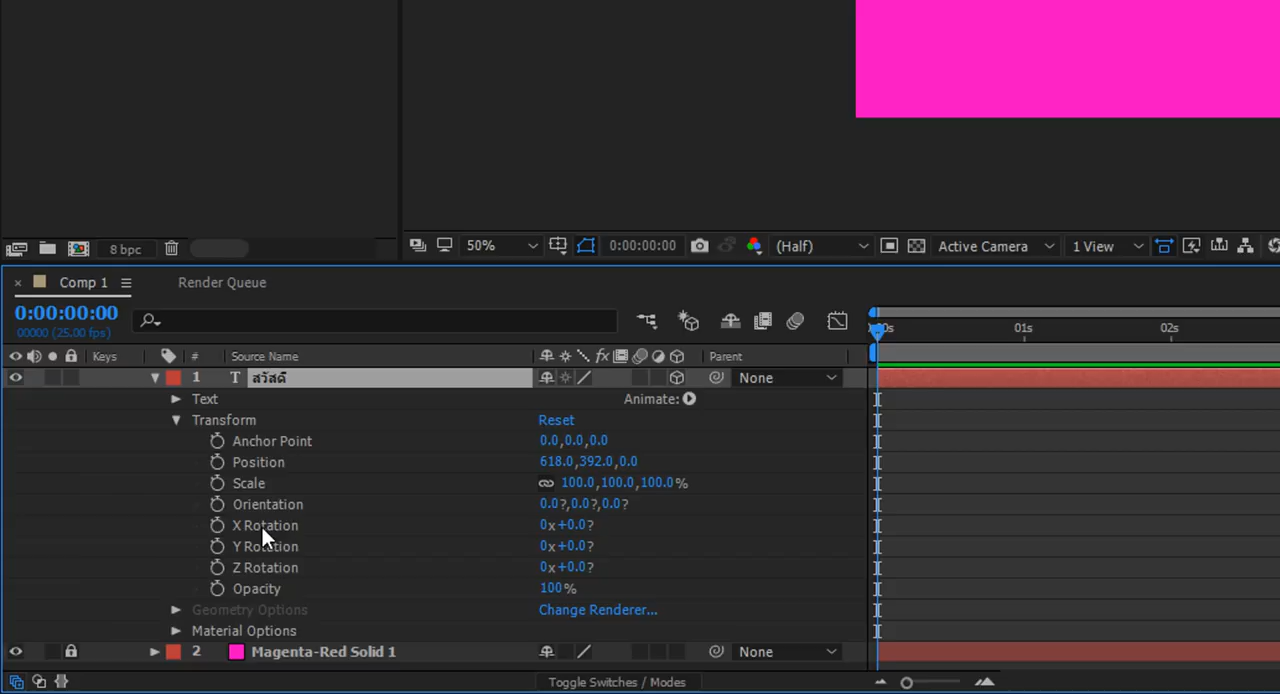 8 bpc 50% 0:00:00:00 (Half) Active Camera 1 View
× Comp 1 Render Queue
0:00:00:00
00000 (25.00 fps)
01s 02s
Keys # Source Name fx Parent
1 T สวัสดี None
Text Animate:
Transform Reset
Anchor Point 0.0,0.0,0.0
Position 618.0,392.0,0.0
Scale 100.0,100.0,100.0%
Orientation 0.0?,0.0?,0.0?
X Rotation 0x+0.0?
Y Rotation 0x+0.0?
Z Rotation 0x+0.0?
Opacity 100%
Geometry Options Change Renderer...
Material Options
2 Magenta-Red Solid 1 None
Toggle Switches / Modes